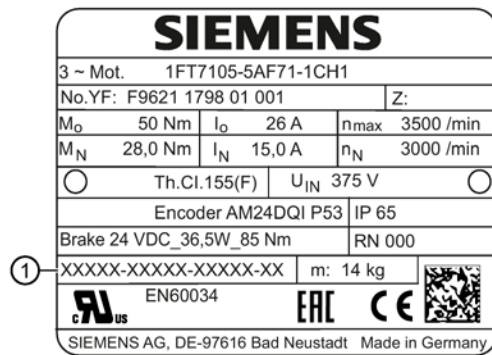 SIEMENS
3 ~ Mot. 1FT7105-5AF71-1CH1
No.YF: F9621 1798 01 001 Z:
Mo 50 Nm Io 26 A nmax 3500 /min
MN 28,0 Nm IN 15,0 A nN 3000 /min
Th.Cl.155(F) UIN 375 V
Encoder AM24DQI P53 IP 65
Brake 24 VDC_36,5W_85 Nm RN 000
1 XXXXX-XXXXX-XXXXX-XX m: 14 kg
c RU us EN60034 EAC CE
SIEMENS AG, DE-97616 Bad Neustadt Made in Germany